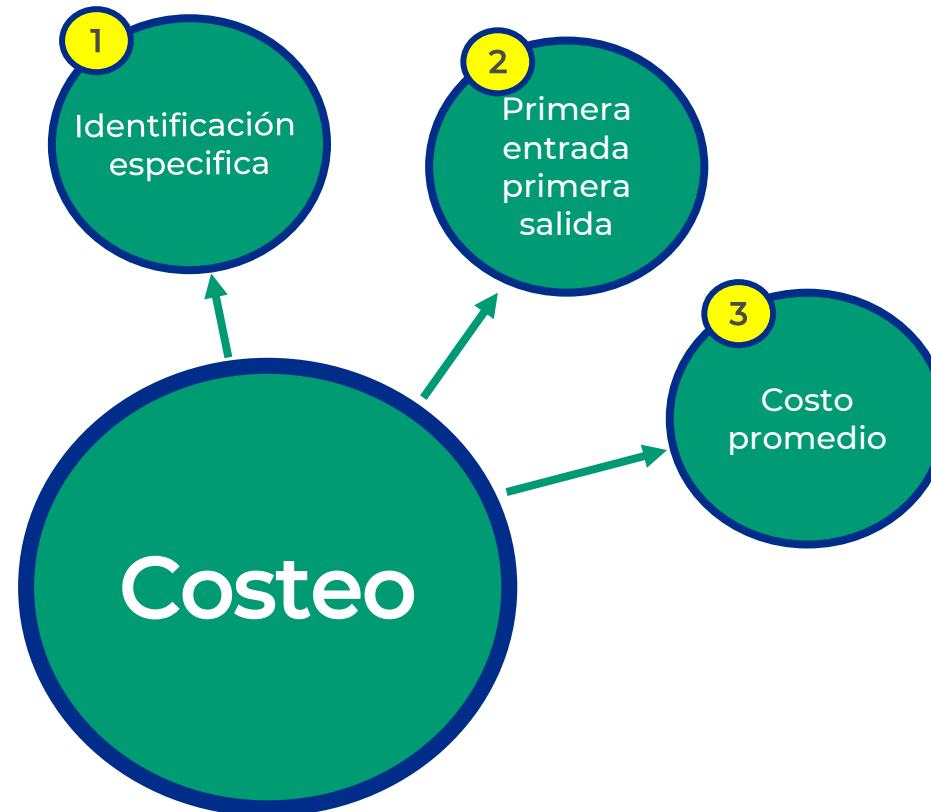 1
Identificación
especifica
2
Primera
entrada
primera
salida
3
Costo
promedio
Costeo